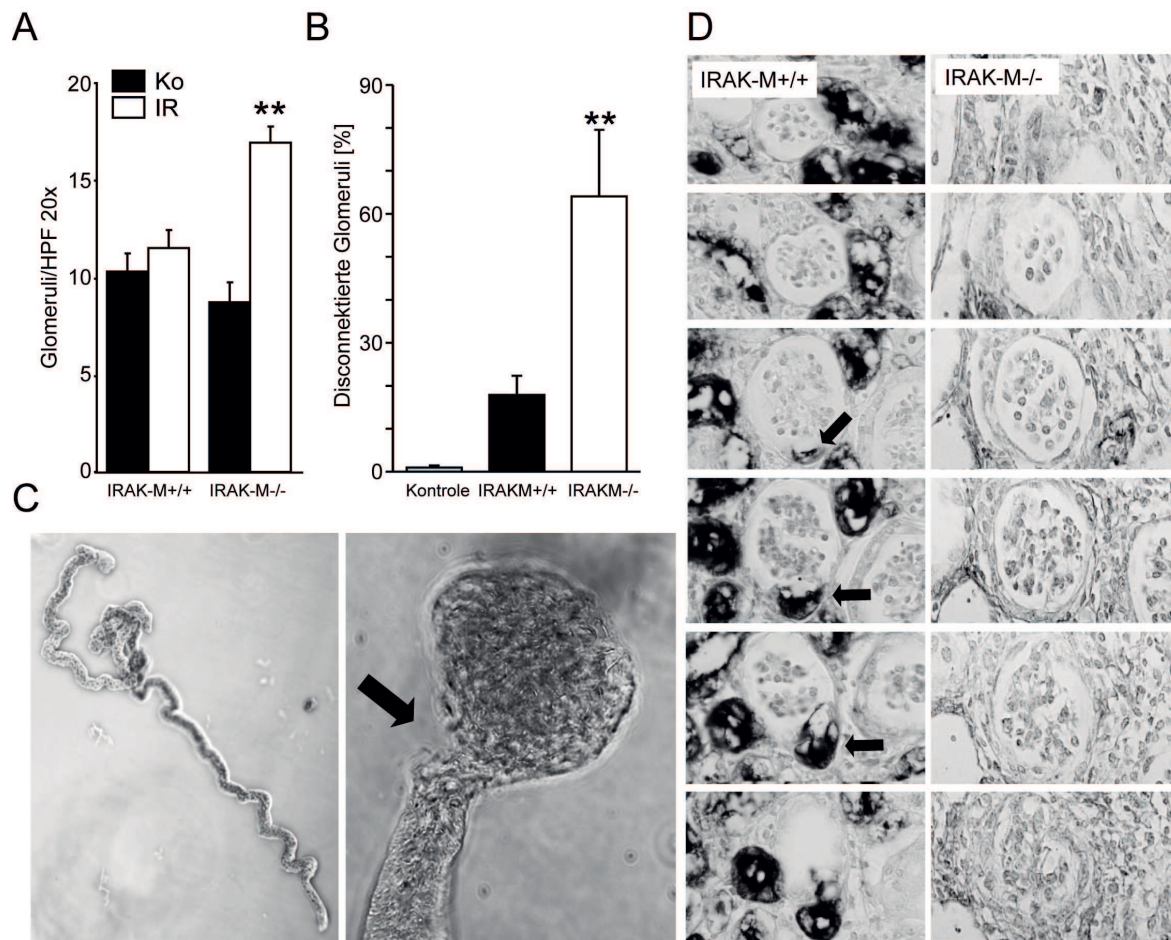 A
Glomeruli/HPF 20x
20
15
10
5
0
Ko
IR
**
IRAK-M+/+ IRAK-M-/-
B
Disconnektierte Glomeruli [%]
90
60
30
0
**
Kontrole IRAKM+/+ IRAKM-/-
C
D
IRAK-M+/+ IRAK-M-/-